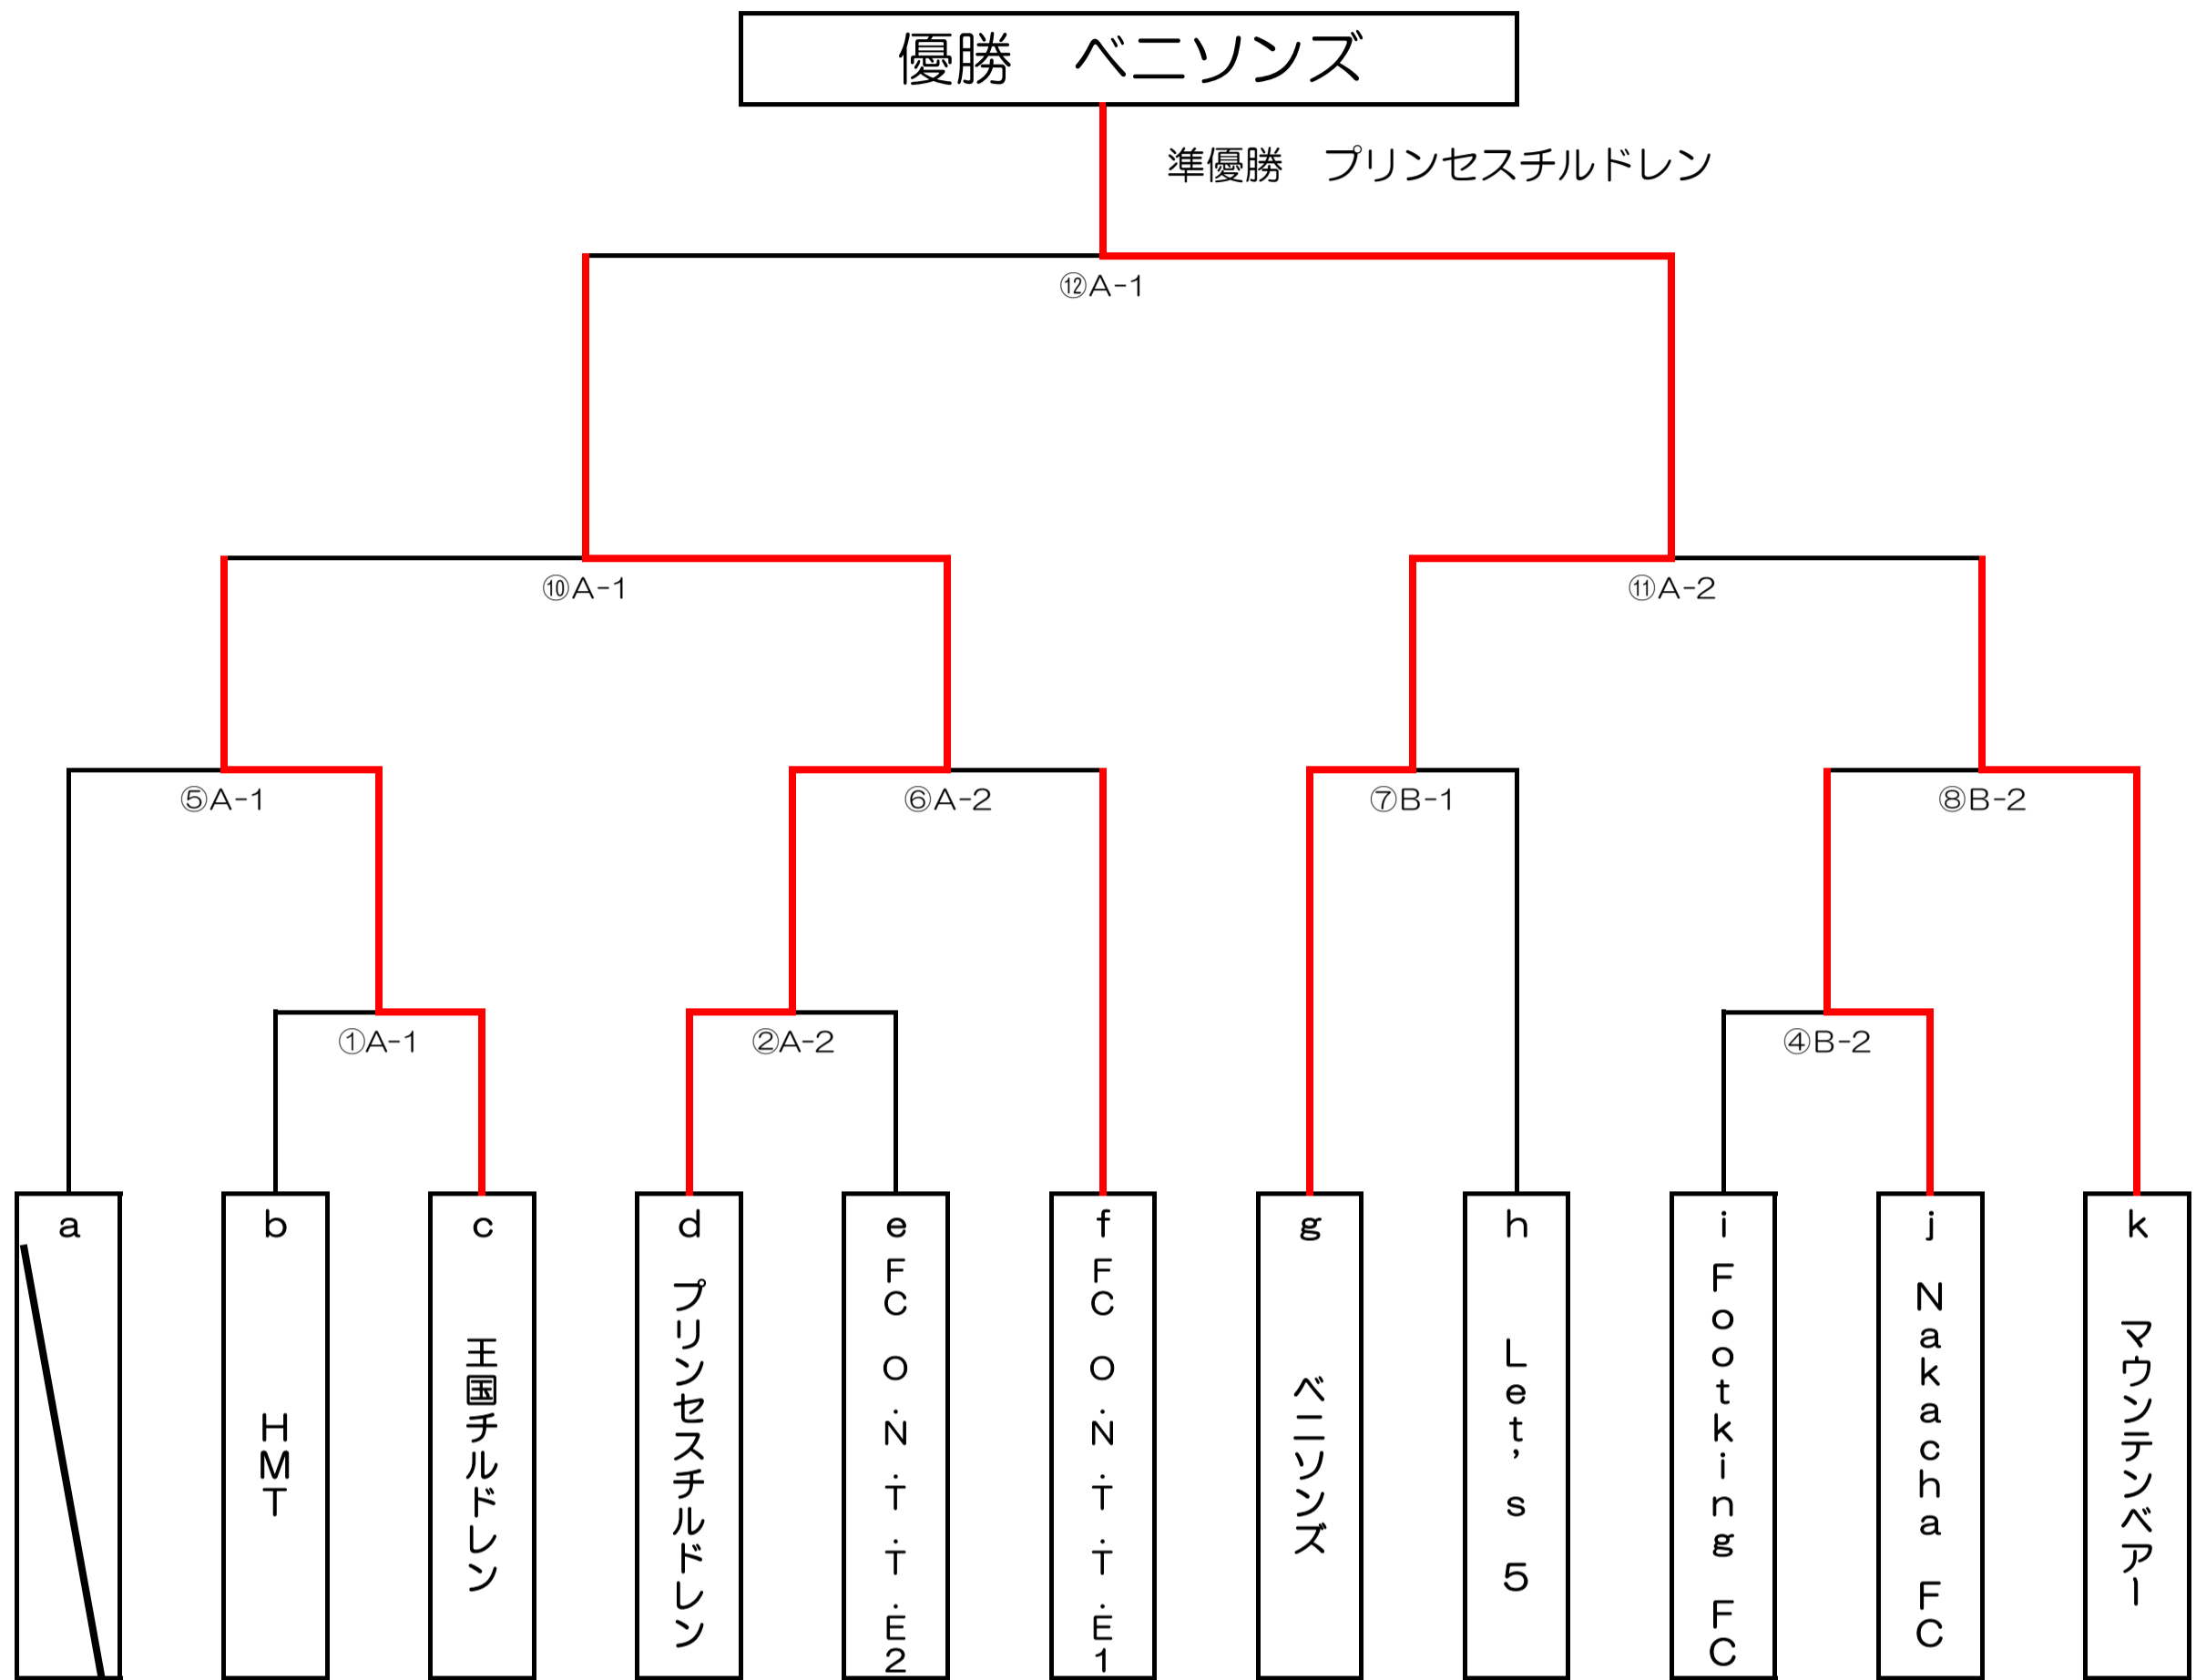 優勝　ベニソンズ
準優勝　プリンセスチルドレン
⑫A-1
⑩A-1
⑪A-2
⑤A-1
⑥A-2
⑦B-1
⑧B-2
①A-1
②A-2
④B-2
a
b
c
d
e
f
g
h
i
j
k
HMT
王国チルドレン
プリンセスチルドレン
FC O.N.T.T.E2
FC O.N.T.T.E1
ベニソンズ
Let's 5
Footking FC
Nakacha FC
マウンテンベアー